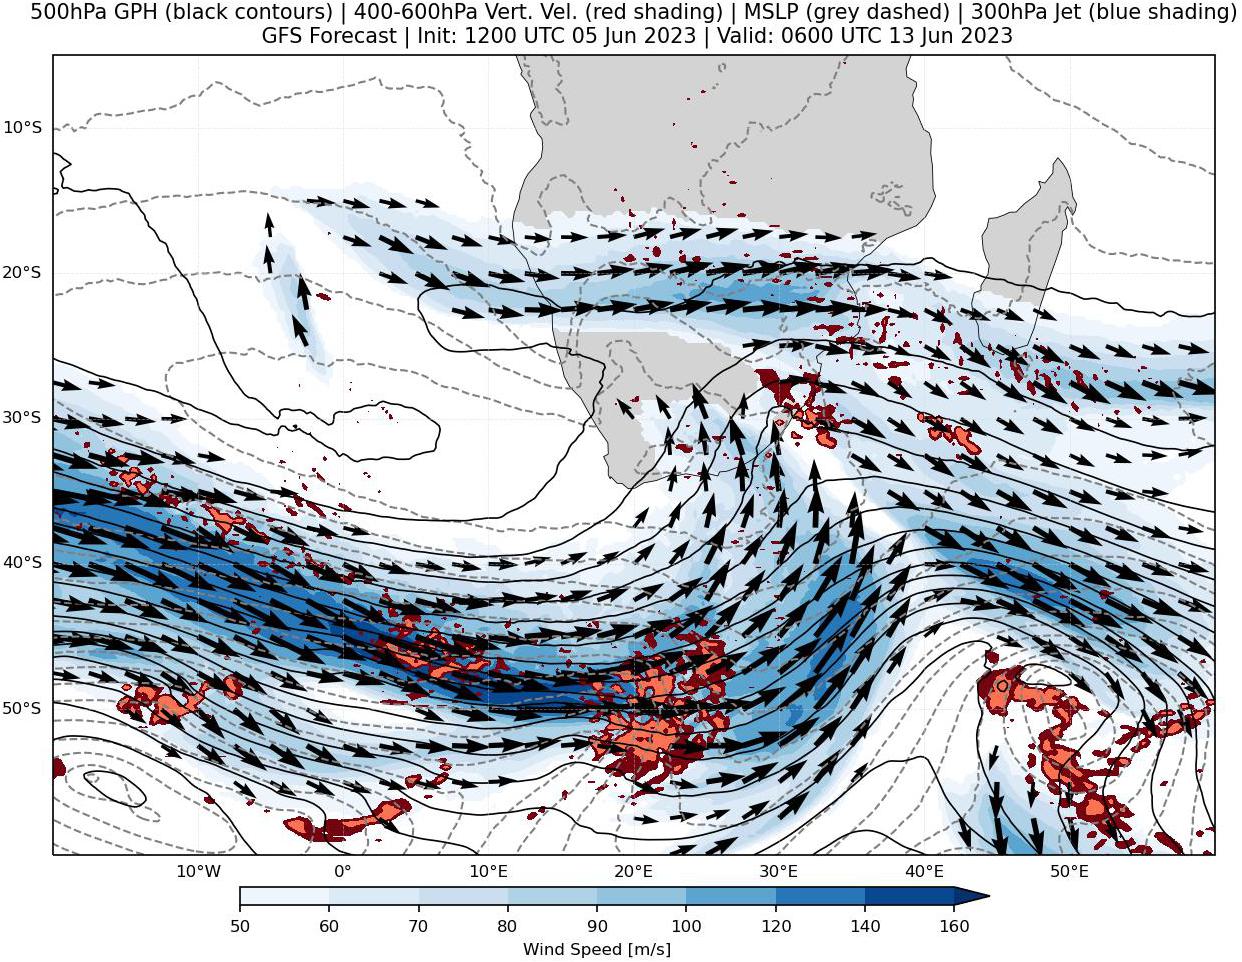 500hPa GPH (black contours) | 400-600hPa Vert. Vel. (red shading) | MSLP (grey dashed) | 300hPa Jet (blue shading)
GFS Forecast | Init: 1200 UTC 05 Jun 2023 | Valid: 0600 UTC 13 Jun 2023
10°S
20°S
30°S
40°S
50°S
10°W 0° 10°E 20°E 30°E 40°E 50°E
50 60 70 80 90 100 120 140 160
Wind Speed [m/s]